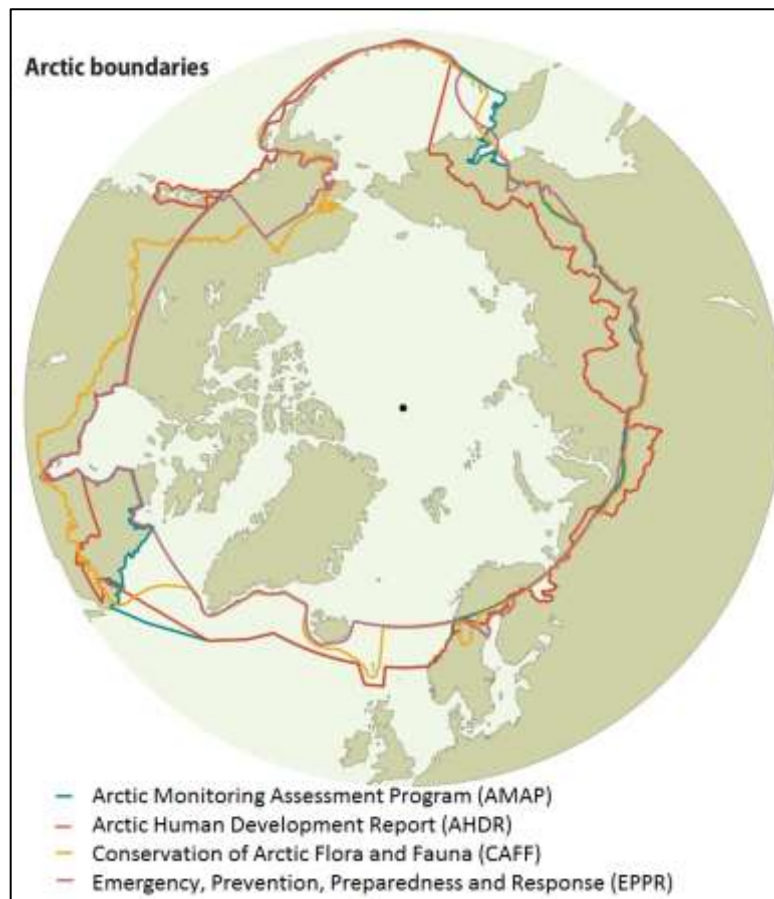 Arctic boundaries
Arctic Monitoring Assessment Program (AMAP)
Arctic Human Development Report (AHDR)
Conservation of Arctic Flora and Fauna (CAFF)
Emergency, Prevention, Preparedness and Response (EPPR)